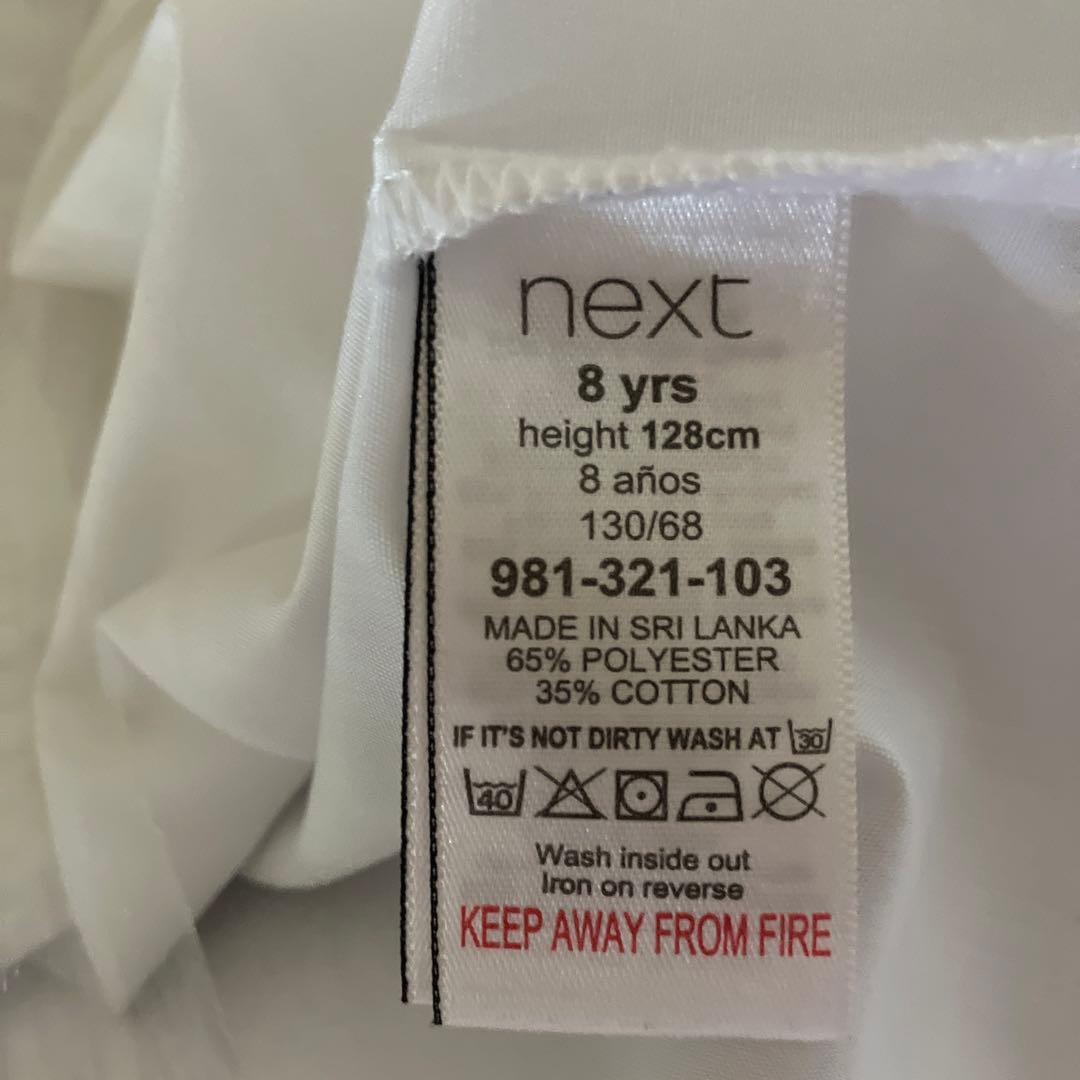 next
8 yrs
height 128cm
8 años
130/68
981-321-103
MADE IN SRI LANKA
65% POLYESTER
35% COTTON
IF IT'S NOT DIRTY WASH AT 30
40
Wash inside out
Iron on reverse
KEEP AWAY FROM FIRE